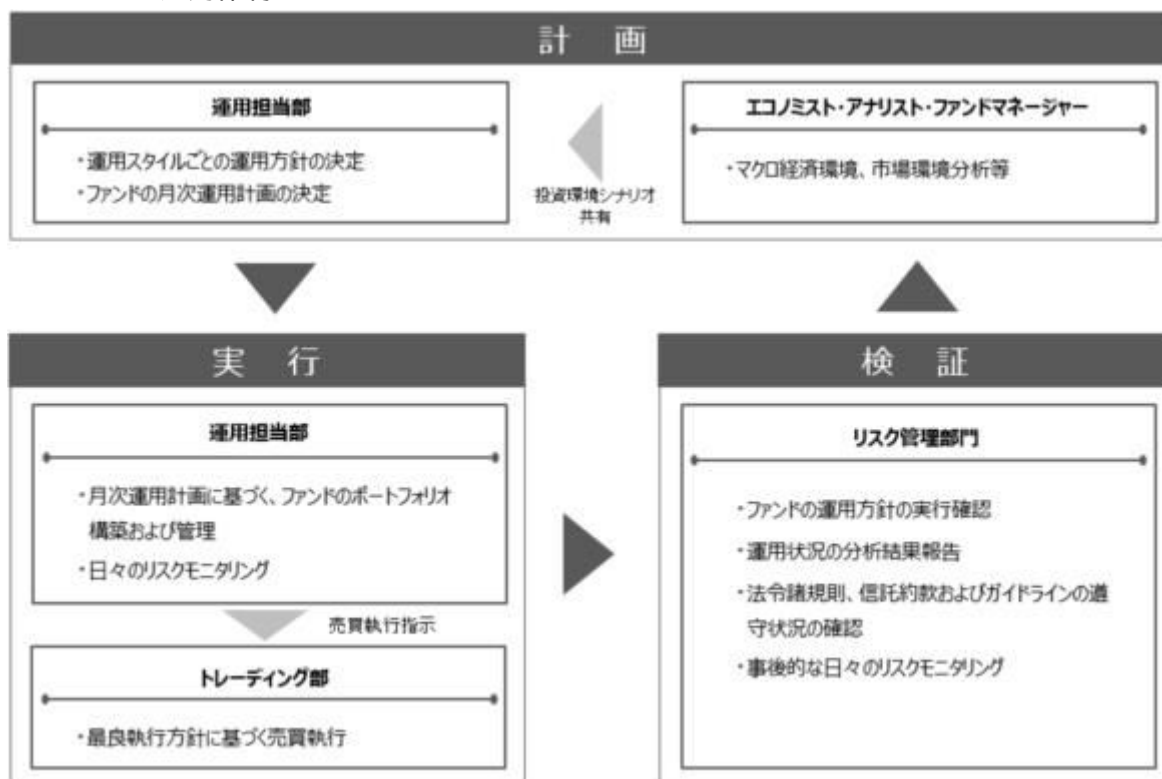 計 画
運用担当部
・運用スタイルごとの運用方針の決定
・ファンドの月次運用計画の決定
投資環境シナリオ
共有
エコノミスト・アナリスト・ファンドマネージャー
・マクロ経済環境、市場環境分析等
実 行
運用担当部
・月次運用計画に基づく、ファンドのポートフォリオ
構築および管理
・日々のリスクモニタリング
売買執行指示
トレーディング部
・最良執行方針に基づく売買執行
検 証
リスク管理部門
・ファンドの運用方針の実行確認
・運用状況の分析結果報告
・法令諸規則、信託約款およびガイドラインの遵
守状況の確認
・事後的な日々のリスクモニタリング